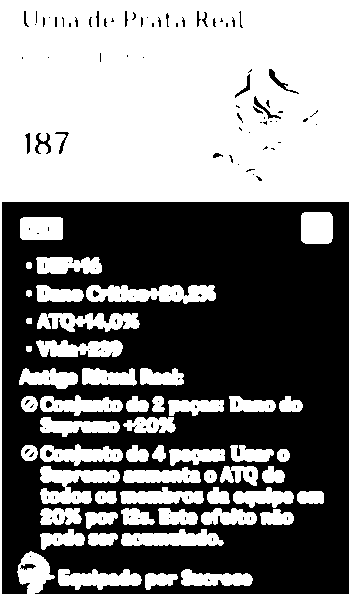 Urna de Prata Real
187
• DEF+16
• Dano Crítico+20,2%
• ATQ+14,0%
• Vida+239
Antigo Ritual Real:
Conjunto de 2 peças: Dano do
Supremo +20%
Conjunto de 4 peças: Usar o
Supremo aumenta o ATQ de
todos os membros da equipe em
20% por 12s. Este efeito não
pode ser acumulado.
Equipado por Sucrose